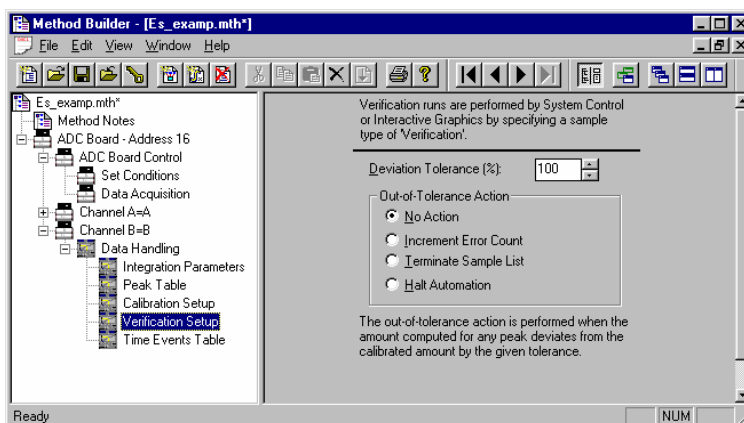 Method Builder - [Es_examp.mth*]
File Edit View Window Help
Es_examp.mth*
Method Notes
ADC Board - Address 16
ADC Board Control
Set Conditions
Data Acquisition
Channel A=A
Channel B=B
Data Handling
Integration Parameters
Peak Table
Calibration Setup
Verification Setup
Time Events Table
Verification runs are performed by System Control
or Interactive Graphics by specifying a sample
type of 'Verification'.
Deviation Tolerance (%): 100
Out-of-Tolerance Action
No Action
Increment Error Count
Terminate Sample List
Halt Automation
The out-of-tolerance action is performed when the
amount computed for any peak deviates from the
calibrated amount by the given tolerance.
Ready
NUM